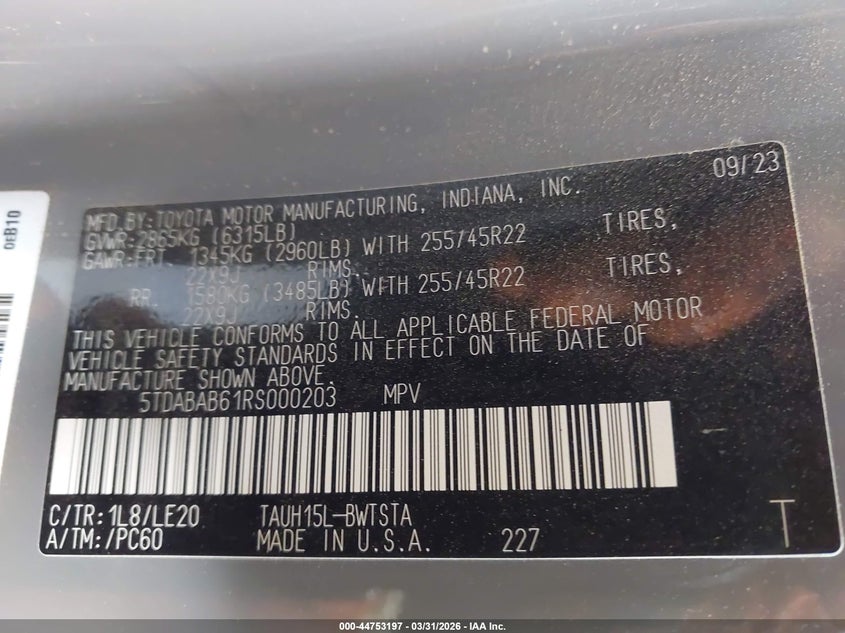 09/23
MFD BY:TOYOTA MOTOR MANUFACTURING, INDIANA, INC.
GVWR:2865KG (6315LB)
GAWR:FRT 1345KG (2960LB) WITH 255/45R22 TIRES,
22X9J RIMS.
RR. 1580KG (3485LB) WITH 255/45R22 TIRES,
22X9J RIMS.
THIS VEHICLE CONFORMS TO ALL APPLICABLE FEDERAL MOTOR
VEHICLE SAFETY STANDARDS IN EFFECT ON THE DATE OF
MANUFACTURE SHOWN ABOVE.
5TDABAB61RS000203 MPV
C/TR:1L8/LE20 TAUH15L-BWTSTA
A/TM:/PC60 MADE IN U.S.A. 227 T
0EB10
000-44753197 - 03/31/2026 - IAA Inc.